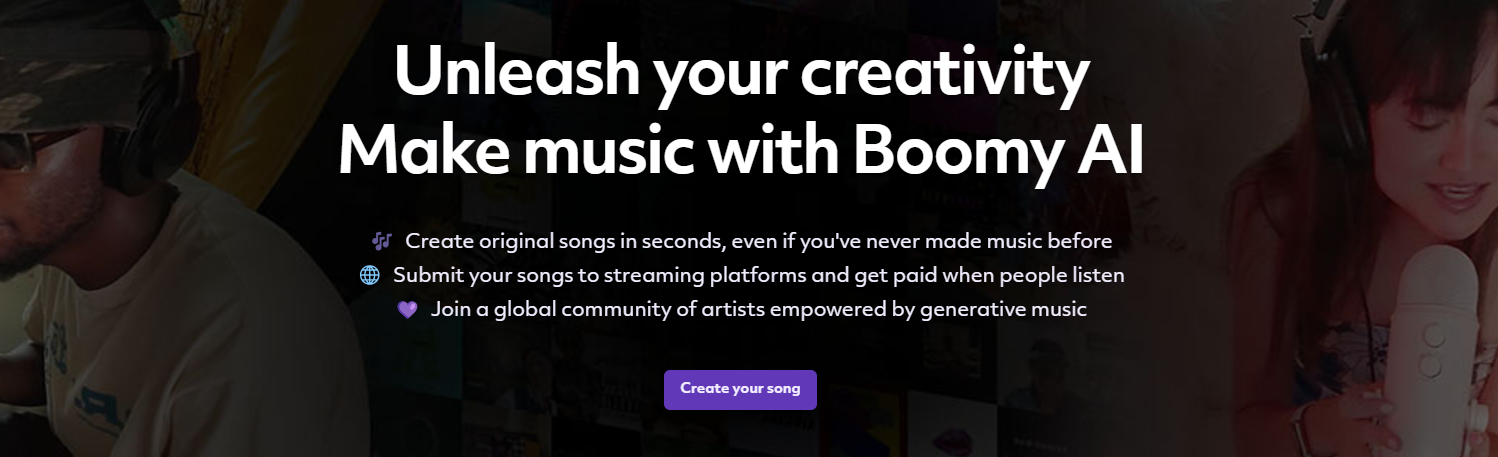 Unleash your creativity
Make music with Boomy AI
🎶 Create original songs in seconds, even if you've never made music before
🌐 Submit your songs to streaming platforms and get paid when people listen
💜 Join a global community of artists empowered by generative music
Create your song